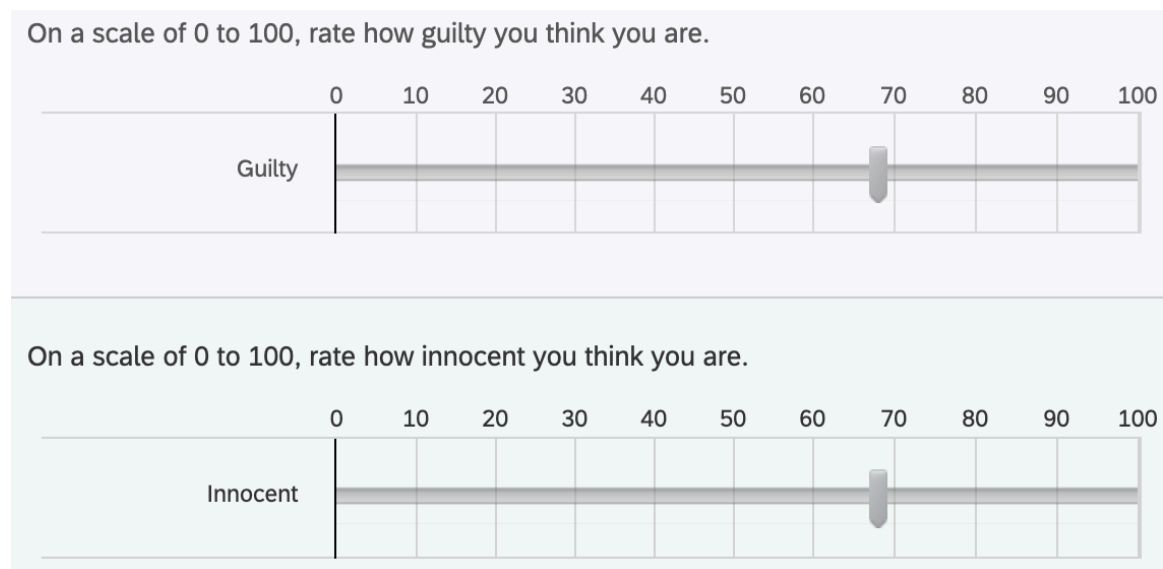 On a scale of 0 to 100, rate how guilty you think you are.
0 10 20 30 40 50 60 70 80 90 100
Guilty
On a scale of 0 to 100, rate how innocent you think you are.
0 10 20 30 40 50 60 70 80 90 100
Innocent